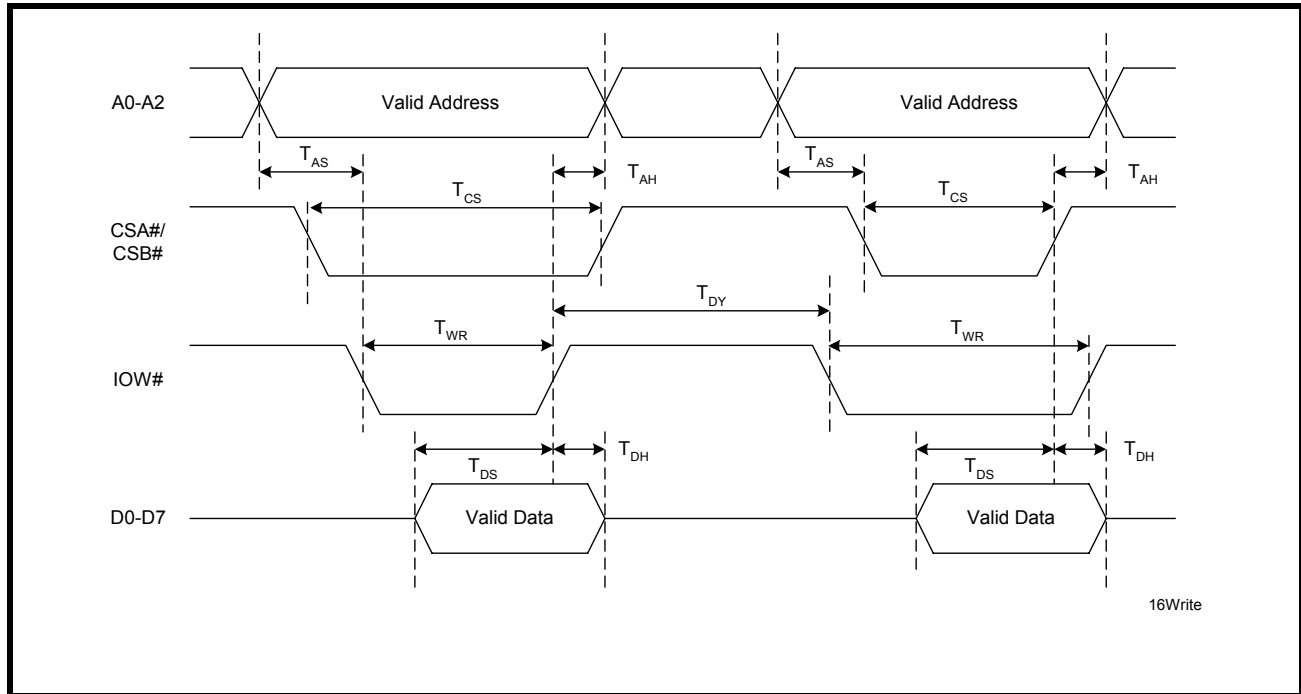 A0-A2
Valid Address
Valid Address
TAS
TAH
TAS
TAH
TCS
TCS
CSA#/
CSB#
TDY
TWR
TWR
IOW#
TDS
TDH
TDS
TDH
D0-D7
Valid Data
Valid Data
16Write